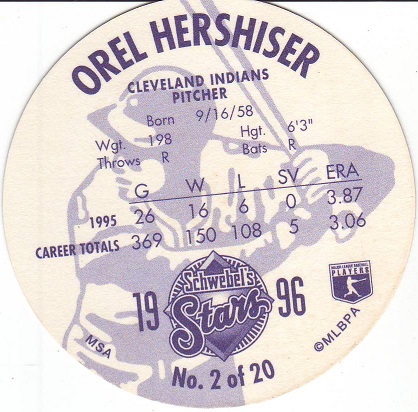 OREL HERSHISER
CLEVELAND INDIANS
PITCHER
Born 9/16/58
Wgt. 198 Hgt. 6'3"
Throws R Bats R
G W L SV ERA
1995 26 16 6 0 3.87
CAREER TOTALS 369 150 108 5 3.06
19 Schwebel's Stars 96
MAJOR LEAGUE BASEBALL
PLAYERS
©MLBPA
MSA
No. 2 of 20